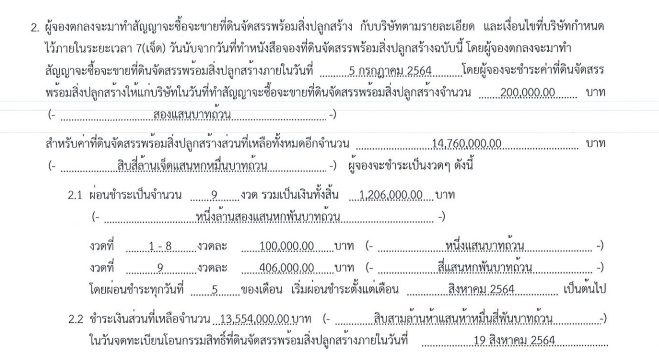 2. ผู้จองตกลงจะมาทำสัญญาจะซื้อจะขายที่ดินจัดสรรพร้อมสิ่งปลูกสร้าง กับบริษัทตามรายละเอียด และเงื่อนไขที่บริษัทกำหนด
ไว้ภายในระยะเวลา 7(เจ็ด) วันนับจากวันที่ทำหนังสือจองที่ดินจัดสรรพร้อมสิ่งปลูกสร้างฉบับนี้ โดยผู้จองตกลงจะมาทำ
สัญญาจะซื้อจะขายที่ดินจัดสรรพร้อมสิ่งปลูกสร้างภายในวันที่ 5 กรกฎาคม 2564 โดยผู้จองจะชำระค่าที่ดินจัดสรร
พร้อมสิ่งปลูกสร้างให้แก่บริษัทในวันที่ทำสัญญาจะซื้อจะขายที่ดินจัดสรรพร้อมสิ่งปลูกสร้างจำนวน 200,000.00 บาท
(- สองแสนบาทถ้วน -)
สำหรับค่าที่ดินจัดสรรพร้อมสิ่งปลูกสร้างส่วนที่เหลือทั้งหมดอีกจำนวน 14,760,000.00 บาท
(- สิบสี่ล้านเจ็ดแสนหกหมื่นบาทถ้วน -) ผู้จองจะชำระเป็นงวดๆ ดังนี้
2.1 ผ่อนชำระเป็นจำนวน 9 งวด รวมเป็นเงินทั้งสิ้น 1,206,000.00 บาท
(- หนึ่งล้านสองแสนหกพันบาทถ้วน -)
งวดที่ 1 - 8 งวดละ 100,000.00 บาท (- หนึ่งแสนบาทถ้วน -)
งวดที่ 9 งวดละ 406,000.00 บาท (- สี่แสนหกพันบาทถ้วน -)
โดยผ่อนชำระทุกวันที่ 5 ของเดือน เริ่มผ่อนชำระตั้งแต่เดือน สิงหาคม 2564 เป็นต้นไป
2.2 ชำระเงินส่วนที่เหลือจำนวน 13,554,000.00 บาท (- สิบสามล้านห้าแสนห้าหมื่นสี่พันบาทถ้วน -)
ในวันจดทะเบียนโอนกรรมสิทธิ์ที่ดินจัดสรรพร้อมสิ่งปลูกสร้างภายในวันที่ 19 สิงหาคม 2564